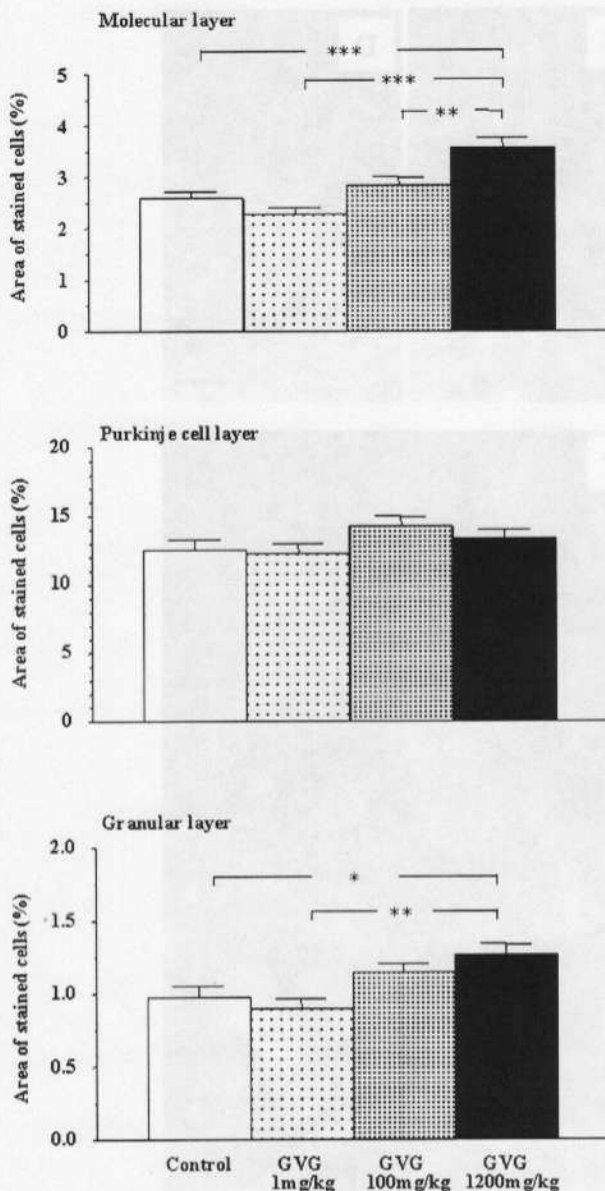 Molecular layer
***
***
**
Area of stained cells (%)
5
4
3
2
1
0
Purkinje cell layer
Area of stained cells (%)
20
15
10
5
0
Granular layer
*
**
Area of stained cells (%)
2.0
1.5
1.0
0.5
0.0
Control GVG GVG GVG
1mg/kg 100mg/kg 1200mg/kg